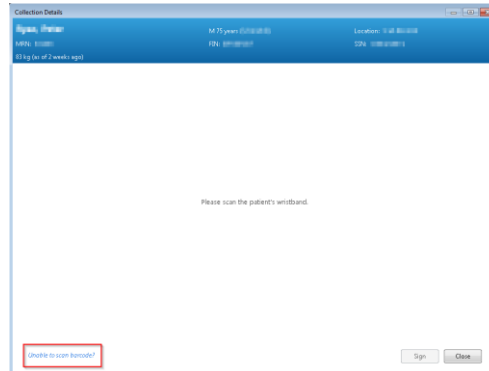 Collection Details
M 75 years
Location:
MRN:
FIN:
SSN:
83 kg (as of 2 weeks ago)
Please scan the patient's wristband.
Unable to scan barcode?
Sign
Close